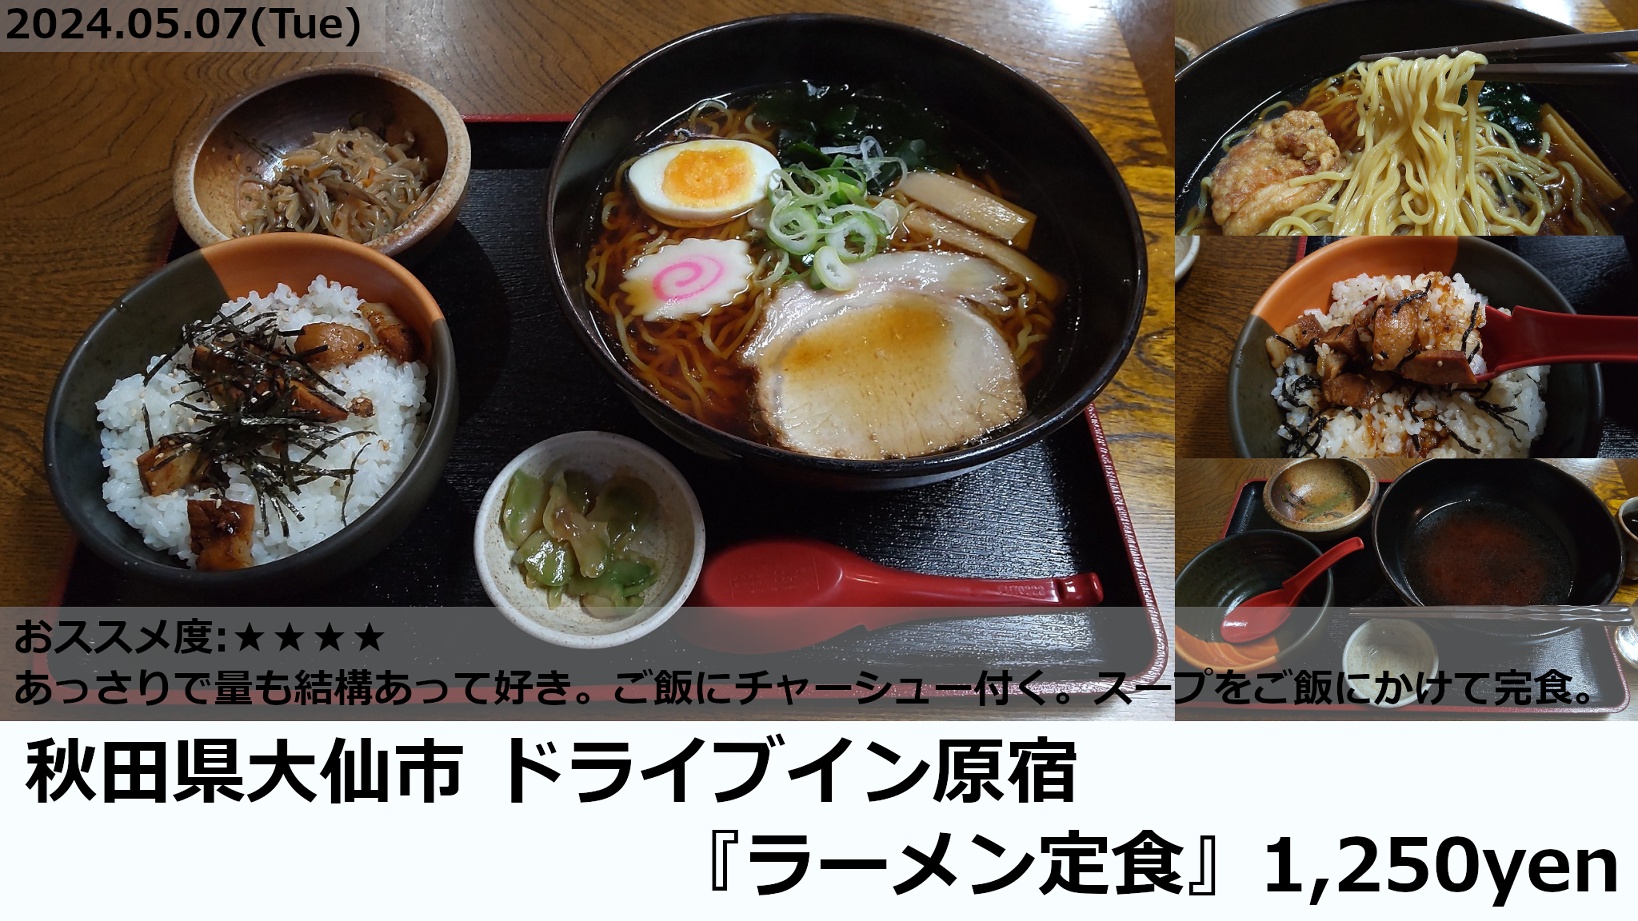 2024.05.07(Tue)
おススメ度:★★★★
あっさりで量も結構あって好き。ご飯にチャーシュー付く。スープをご飯にかけて完食。
秋田県大仙市 ドライブイン原宿
『ラーメン定食』1,250yen